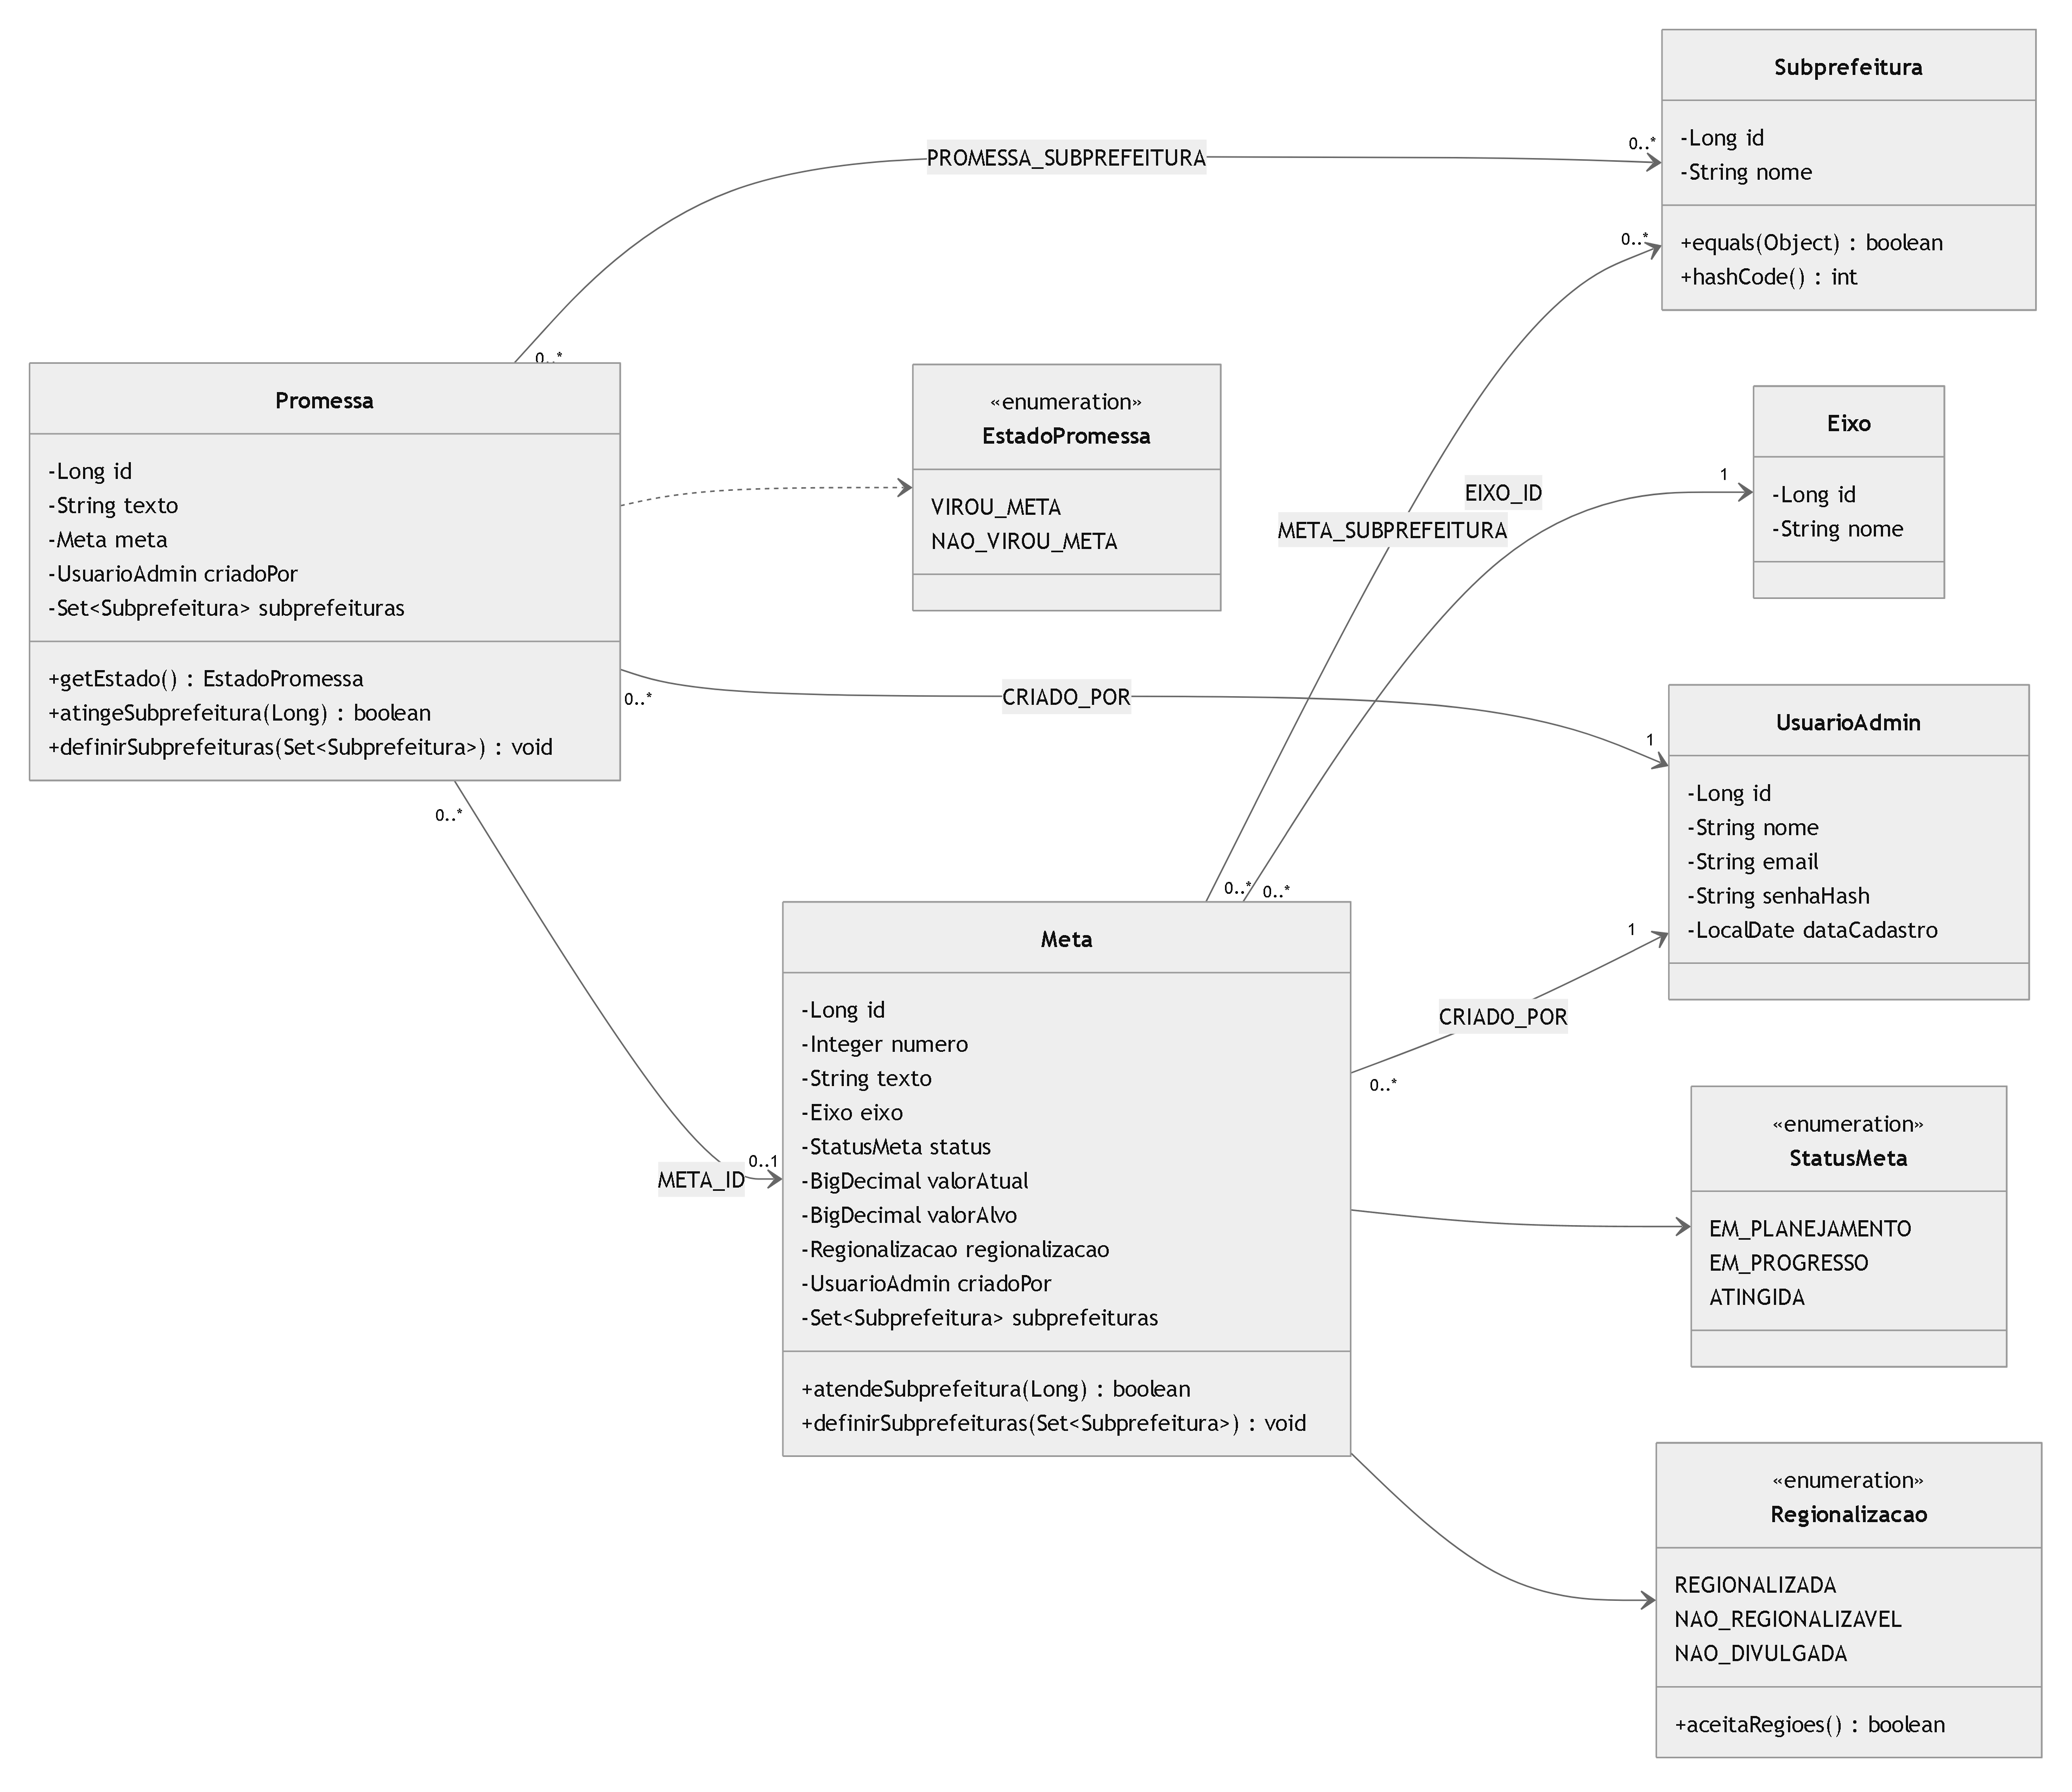 Subprefeitura
-Long id
-String nome
+equals(Object) : boolean
+hashCode() : int
0..*
PROMESSA_SUBPREFEITURA
0..*
0..*
Promessa
-Long id
-String texto
-Meta meta
-UsuarioAdmin criadoPor
-Set<Subprefeitura> subprefeituras
+getEstado() : EstadoPromessa
+atingeSubprefeitura(Long) : boolean
+definirSubprefeituras(Set<Subprefeitura>) : void
«enumeration»
EstadoPromessa
VIROU_META
NAO_VIROU_META
EIXO_ID
META_SUBPREFEITURA
1
Eixo
-Long id
-String nome
0..*
CRIADO_POR
1
UsuarioAdmin
-Long id
-String nome
-String email
-String senhaHash
-LocalDate dataCadastro
0..*
META_ID
0..1
0..*
0..*
Meta
-Long id
-Integer numero
-String texto
-Eixo eixo
-StatusMeta status
-BigDecimal valorAtual
-BigDecimal valorAlvo
-Regionalizacao regionalizacao
-UsuarioAdmin criadoPor
-Set<Subprefeitura> subprefeituras
+atendeSubprefeitura(Long) : boolean
+definirSubprefeituras(Set<Subprefeitura>) : void
1
CRIADO_POR
0..*
«enumeration»
StatusMeta
EM_PLANEJAMENTO
EM_PROGRESSO
ATINGIDA
«enumeration»
Regionalizacao
REGIONALIZADA
NAO_REGIONALIZAVEL
NAO_DIVULGADA
+aceitaRegioes() : boolean